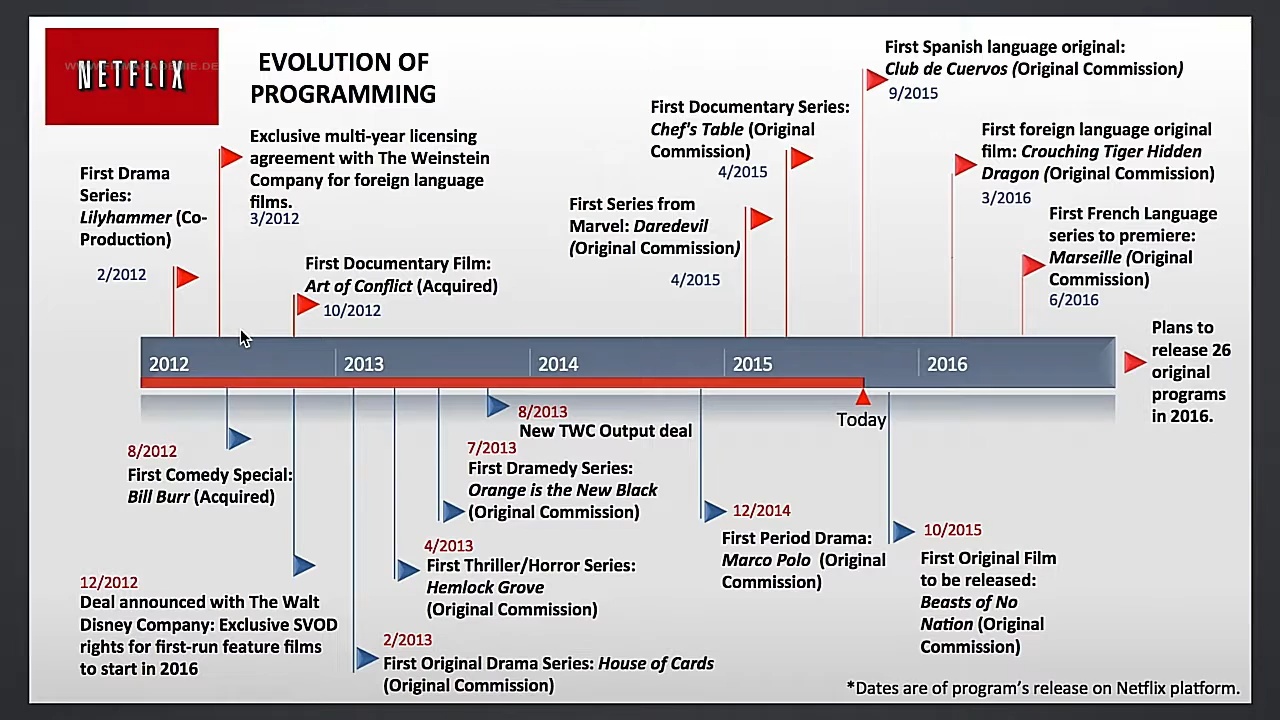 NETFLIX
EVOLUTION OF
PROGRAMMING
First Drama
Series:
Lilyhammer (Co-
Production)
2/2012
Exclusive multi-year licensing
agreement with The Weinstein
Company for foreign language
films.
3/2012
First Documentary Film:
Art of Conflict (Acquired)
10/2012
First Series from
Marvel: Daredevil
(Original Commission)
4/2015
First Documentary Series:
Chef's Table (Original
Commission)
4/2015
First Spanish language original:
Club de Cuervos (Original Commission)
9/2015
First foreign language original
film: Crouching Tiger Hidden
Dragon (Original Commission)
3/2016
First French Language
series to premiere:
Marseille (Original
Commission)
6/2016
2012
2013
2014
2015
2016
Plans to
release 26
original
programs
in 2016.
Today
8/2012
First Comedy Special:
Bill Burr (Acquired)
12/2012
Deal announced with The Walt
Disney Company: Exclusive SVOD
rights for first-run feature films
to start in 2016
2/2013
First Original Drama Series: House of Cards
(Original Commission)
4/2013
First Thriller/Horror Series:
Hemlock Grove
(Original Commission)
7/2013
First Dramedy Series:
Orange is the New Black
(Original Commission)
8/2013
New TWC Output deal
12/2014
First Period Drama:
Marco Polo (Original
Commission)
10/2015
First Original Film
to be released:
Beasts of No
Nation (Original
Commission)
*Dates are of program's release on Netflix platform.